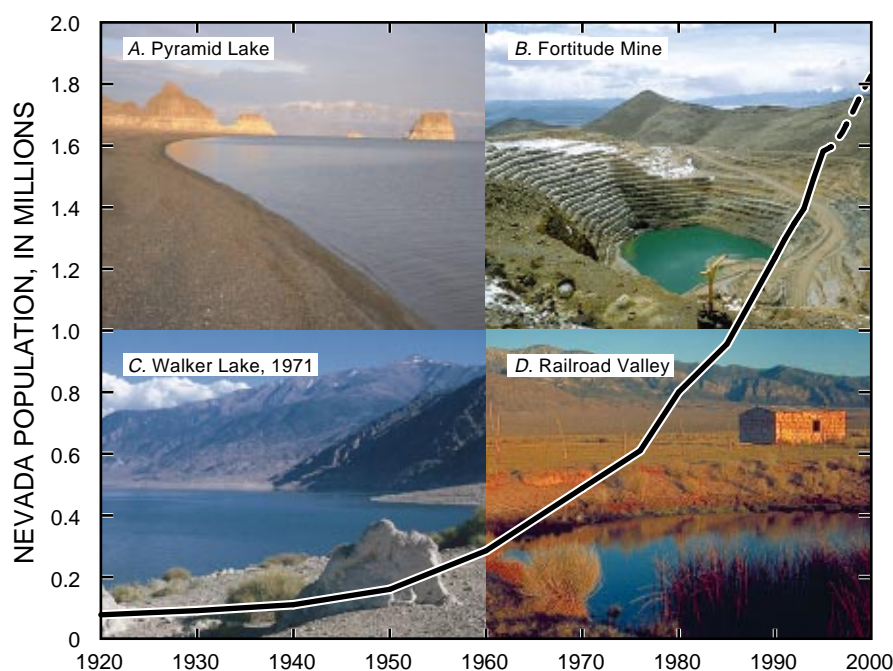 NEVADA POPULATION, IN MILLIONS
2.0
1.8
1.6
1.4
1.2
1.0
0.8
0.6
0.4
0.2
0
A. Pyramid Lake
B. Fortitude Mine
C. Walker Lake, 1971
D. Railroad Valley
1920 1930 1940 1950 1960 1970 1980 1990 2000